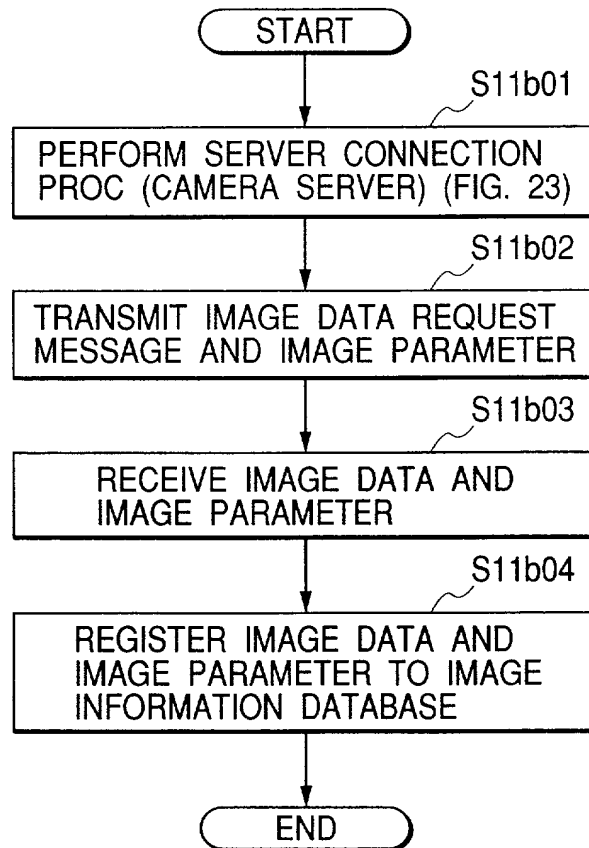 START
S11b01
PERFORM SERVER CONNECTION
PROC (CAMERA SERVER) (FIG. 23)
S11b02
TRANSMIT IMAGE DATA REQUEST
MESSAGE AND IMAGE PARAMETER
S11b03
RECEIVE IMAGE DATA AND
IMAGE PARAMETER
S11b04
REGISTER IMAGE DATA AND
IMAGE PARAMETER TO IMAGE
INFORMATION DATABASE
END